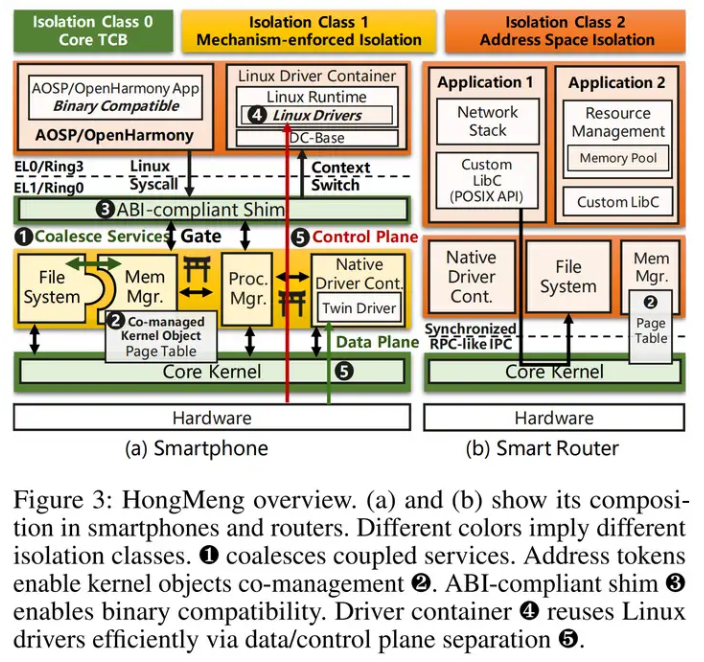 Isolation Class 0
Core TCB
Isolation Class 1
Mechanism-enforced Isolation
Isolation Class 2
Address Space Isolation
AOSP/OpenHarmony App
Binary Compatible
AOSP/OpenHarmony
Linux Driver Container
Linux Runtime
❹ Linux Drivers
DC-Base
EL0/Ring3
EL1/Ring0
Linux
Syscall
Context
Switch
❸ABI-compliant Shim
❶Coalesce Services
Gate
❺ Control Plane
File
System
Mem
Mgr.
Proc.
Mgr.
Native
Driver Cont.
Twin Driver
❷ Co-managed
Kernel Object
Page Table
Data Plane
Core Kernel
❺
Hardware
(a) Smartphone
Application 1
Network
Stack
Custom
LibC
(POSIX API)
Application 2
Resource
Management
Memory Pool
Custom LibC
Native
Driver
Cont.
File
System
Mem
Mgr.
❷
Page
Table
Synchronized
RPC-like IPC
Core Kernel
Hardware
(b) Smart Router
Figure 3: HongMeng overview. (a) and (b) show its composi-
tion in smartphones and routers. Different colors imply different
isolation classes. ❶ coalesces coupled services. Address tokens
enable kernel objects co-management ❷. ABI-compliant shim ❸
enables binary compatibility. Driver container ❹ reuses Linux
drivers efficiently via data/control plane separation ❺.